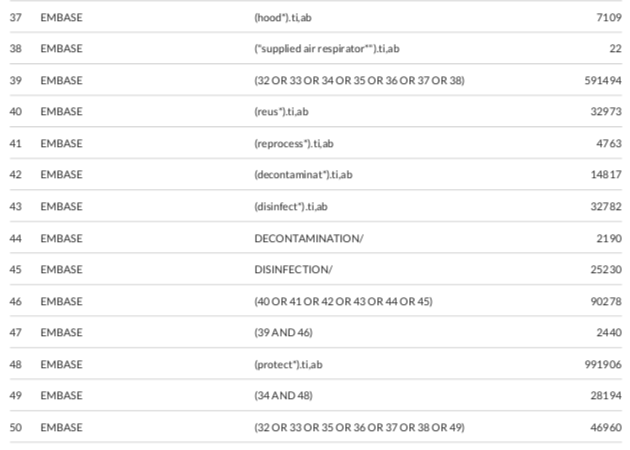 37 EMBASE (hood*).ti,ab 7109
38 EMBASE ("supplied air respirator*").ti,ab 22
39 EMBASE (32 OR 33 OR 34 OR 35 OR 36 OR 37 OR 38) 591494
40 EMBASE (reus*).ti,ab 32973
41 EMBASE (reprocess*).ti,ab 4763
42 EMBASE (decontaminat*).ti,ab 14817
43 EMBASE (disinfect*).ti,ab 32782
44 EMBASE DECONTAMINATION/ 2190
45 EMBASE DISINFECTION/ 25230
46 EMBASE (40 OR 41 OR 42 OR 43 OR 44 OR 45) 90278
47 EMBASE (39 AND 46) 2440
48 EMBASE (protect*).ti,ab 991906
49 EMBASE (34 AND 48) 28194
50 EMBASE (32 OR 33 OR 35 OR 36 OR 37 OR 38 OR 49) 46960